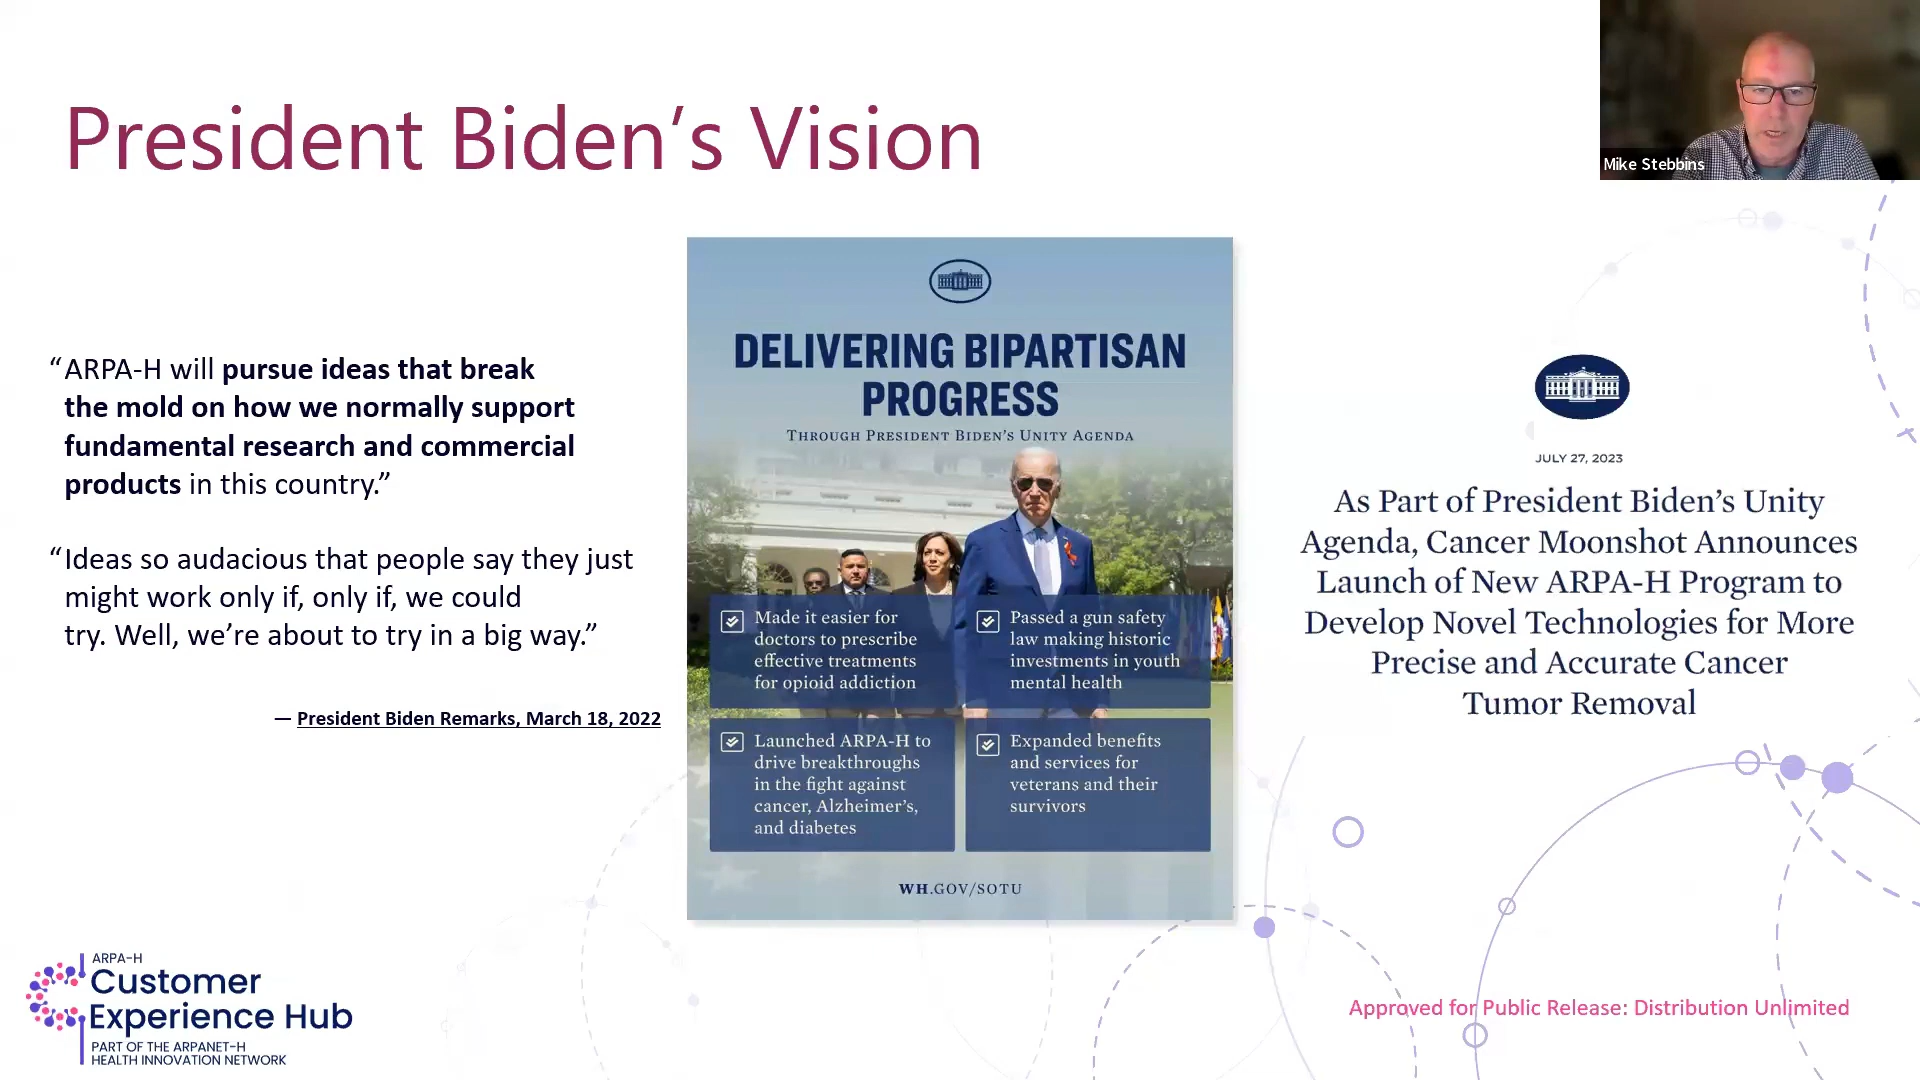 President Biden's Vision
Mike Stebbins
“ARPA-H will pursue ideas that break
the mold on how we normally support
fundamental research and commercial
products in this country.”
“Ideas so audacious that people say they just
might work only if, only if, we could
try. Well, we’re about to try in a big way.”
— President Biden Remarks, March 18, 2022
DELIVERING BIPARTISAN
PROGRESS
THROUGH PRESIDENT BIDEN'S UNITY AGENDA
Made it easier for
doctors to prescribe
effective treatments
for opioid addiction
Passed a gun safety
law making historic
investments in youth
mental health
Launched ARPA-H to
drive breakthroughs
in the fight against
cancer, Alzheimer's,
and diabetes
Expanded benefits
and services for
veterans and their
survivors
WH.GOV/SOTU
JULY 27, 2023
As Part of President Biden's Unity
Agenda, Cancer Moonshot Announces
Launch of New ARPA-H Program to
Develop Novel Technologies for More
Precise and Accurate Cancer
Tumor Removal
ARPA-H
Customer
Experience Hub
PART OF THE ARPANET-H
HEALTH INNOVATION NETWORK
Approved for Public Release: Distribution Unlimited